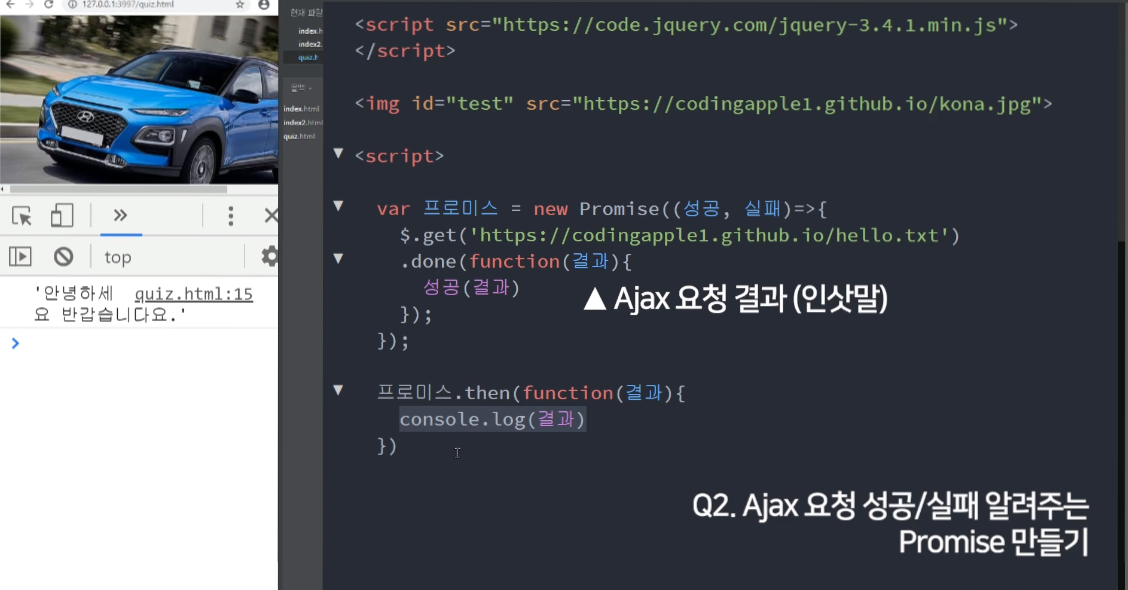 127.0.0.1:3997/quiz.html
현재 파일
index.h
index2.
quiz.h
index.html
index2.html
quiz.html
top
'안녕하세 quiz.html:15
요 반갑습니다요.'
<script src="https://code.jquery.com/jquery-3.4.1.min.js">
</script>
<img id="test" src="https://codingapple1.github.io/kona.jpg">
<script>
var 프로미스 = new Promise((성공, 실패)=>{
$.get('https://codingapple1.github.io/hello.txt')
.done(function(결과){
성공(결과)
▲ Ajax 요청 결과 (인삿말)
});
});
프로미스.then(function(결과){
console.log(결과)
})
Q2. Ajax 요청 성공/실패 알려주는
Promise 만들기